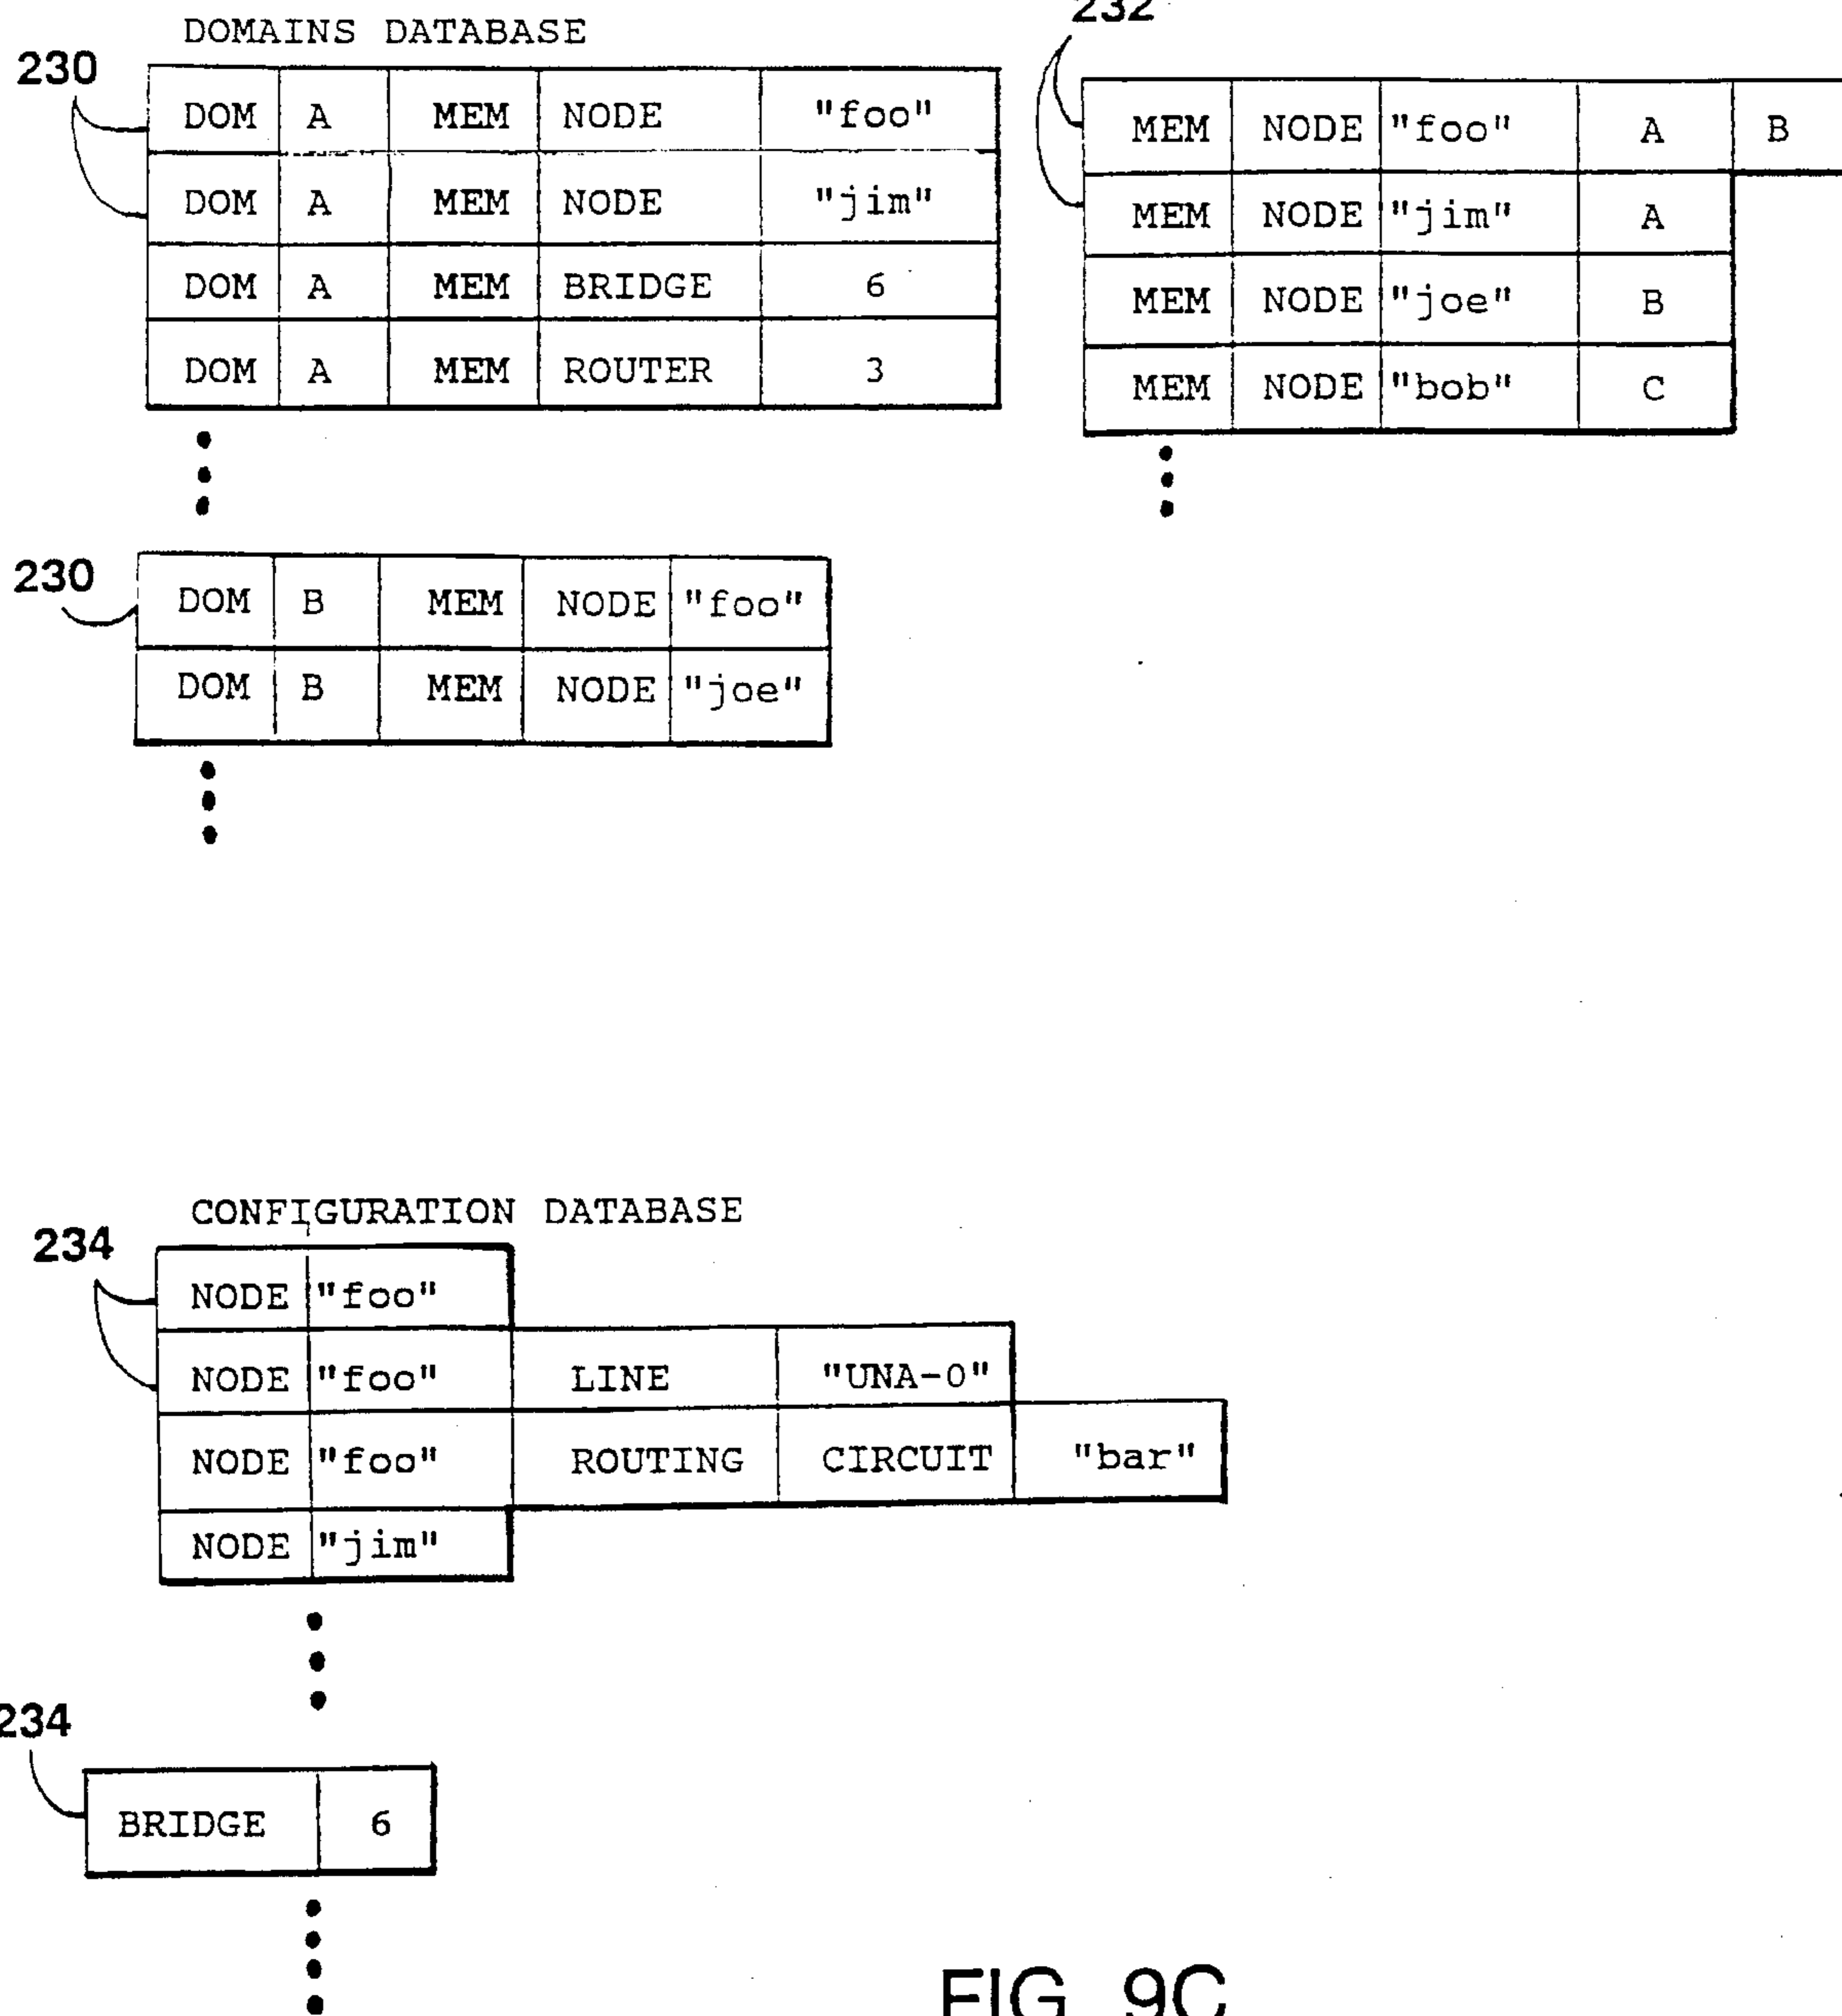 DOMAINS DATABASE
230
DOM A MEM NODE "foo"
DOM A MEM NODE "jim"
DOM A MEM BRIDGE 6
DOM A MEM ROUTER 3
232
MEM NODE "foo" A B
MEM NODE "jim" A
MEM NODE "joe" B
MEM NODE "bob" C
230
DOM B MEM NODE "foo"
DOM B MEM NODE "joe"
CONFIGURATION DATABASE
234
NODE "foo"
NODE "foo" LINE "UNA-0"
NODE "foo" ROUTING CIRCUIT "bar"
NODE "jim"
234
BRIDGE 6
FIG. 9C